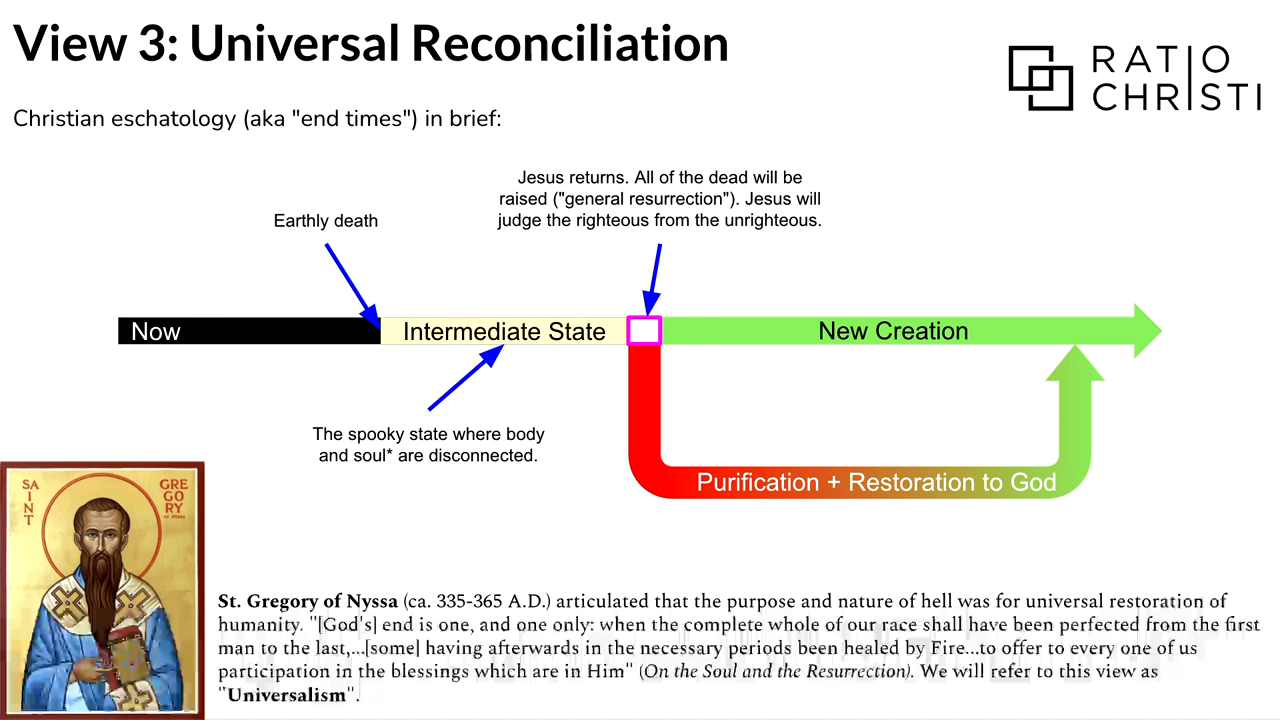 View 3: Universal Reconciliation
RATIO
CHRISTI
Christian eschatology (aka "end times") in brief:
Jesus returns. All of the dead will be
raised ("general resurrection"). Jesus will
judge the righteous from the unrighteous.
Earthly death
Now
Intermediate State
New Creation
The spooky state where body
and soul* are disconnected.
Purification + Restoration to God
SA
I
N
T
GRE
GO
RY
St. Gregory of Nyssa (ca. 335-365 A.D.) articulated that the purpose and nature of hell was for universal restoration of
humanity. "[God's] end is one, and one only: when the complete whole of our race shall have been perfected from the first
man to the last,...[some] having afterwards in the necessary periods been healed by Fire...to offer to every one of us
participation in the blessings which are in Him" (On the Soul and the Resurrection). We will refer to this view as
"Universalism".